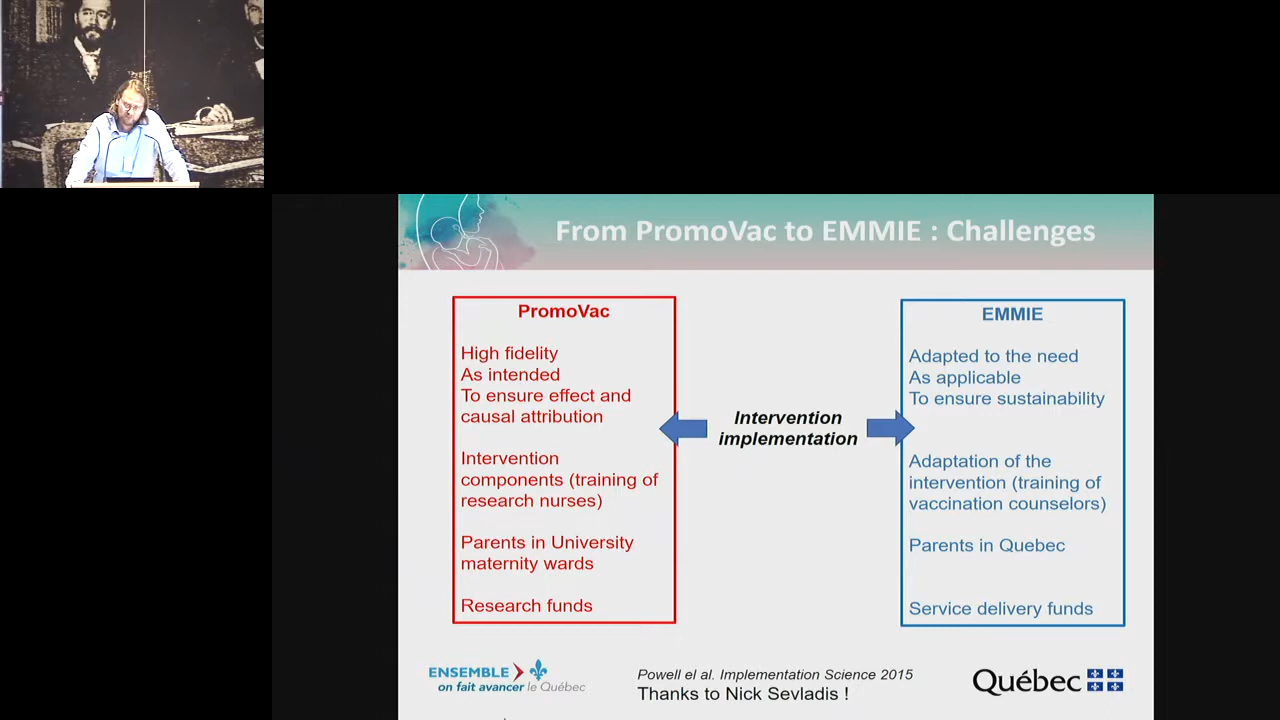 From PromoVac to EMMIE : Challenges
PromoVac
High fidelity
As intended
To ensure effect and
causal attribution
Intervention
components (training of
research nurses)
Parents in University
maternity wards
Research funds
Intervention
implementation
EMMIE
Adapted to the need
As applicable
To ensure sustainability
Adaptation of the
intervention (training of
vaccination counselors)
Parents in Quebec
Service delivery funds
ENSEMBLE
on fait avancer le Québec
Powell el al. Implementation Science 2015
Thanks to Nick Sevladis !
Québec